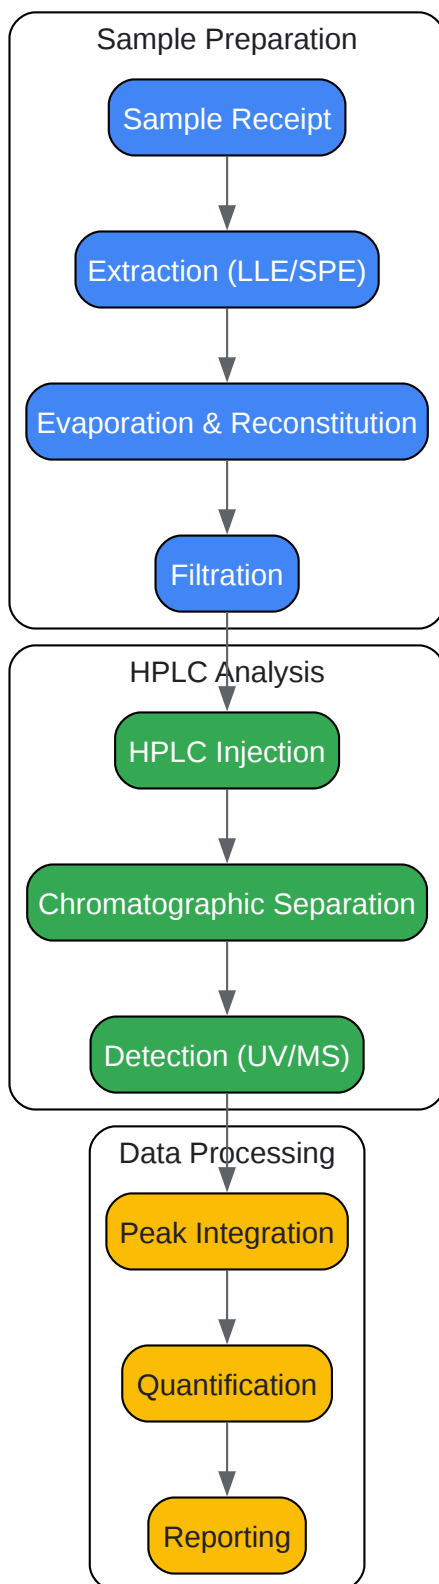 Sample Preparation
Sample Receipt
Extraction (LLE/SPE)
Evaporation & Reconstitution
Filtration
HPLC Analysis
HPLC Injection
Chromatographic Separation
Detection (UV/MS)
Data Processing
Peak Integration
Quantification
Reporting